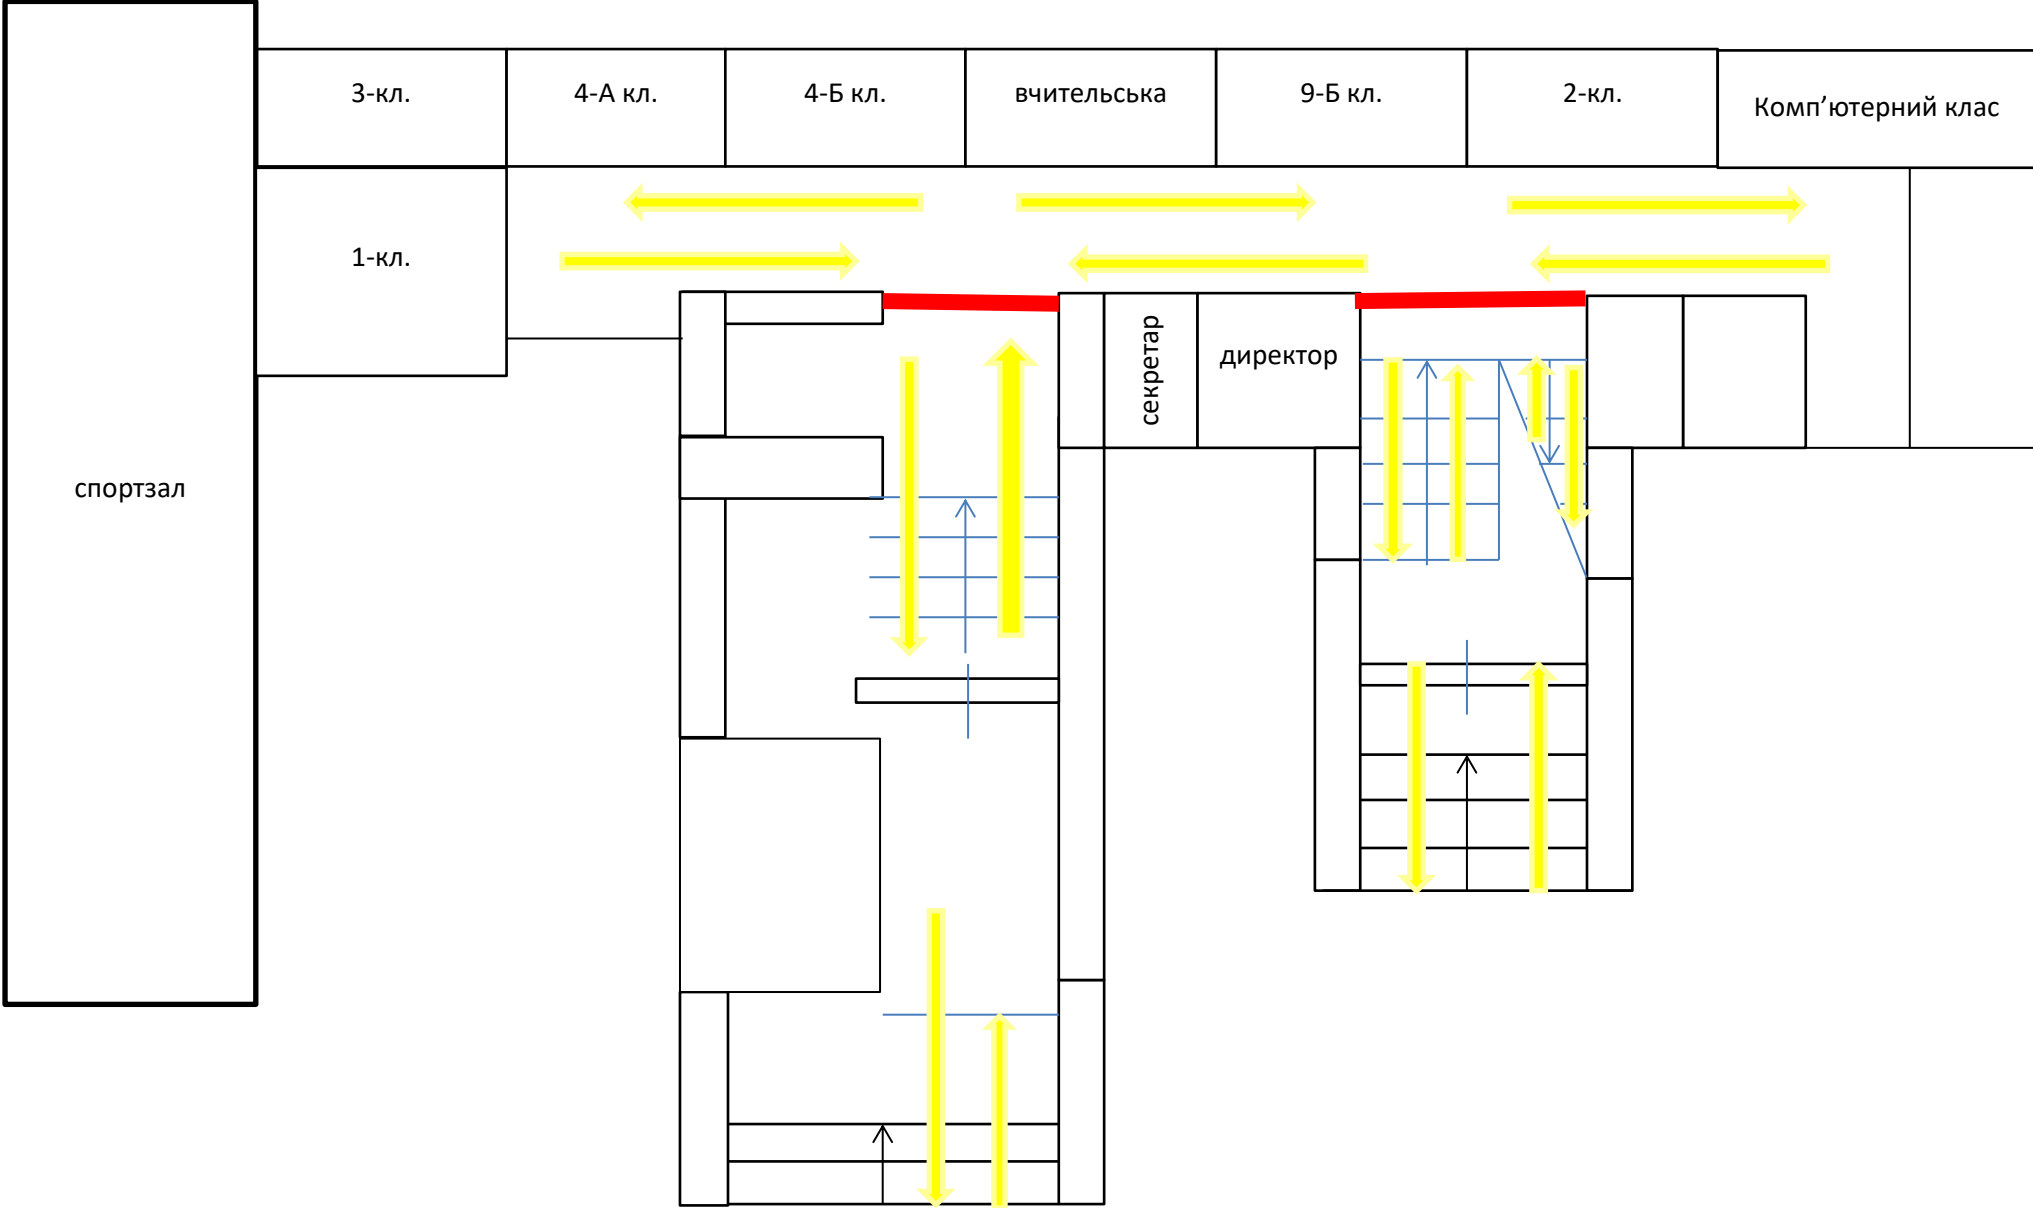 3-кл.
4-А кл.
4-Б кл.
вчительська
9-Б кл.
2-кл.
Комп’ютерний клас
1-кл.
секретар
директор
спортзал